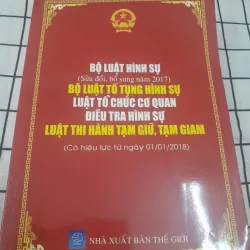 BỘ LUẬT HÌNH SỰ
(Sửa đổi, bổ sung năm 2017)
BỘ LUẬT TỐ TỤNG HÌNH SỰ
LUẬT TỔ CHỨC CƠ QUAN
ĐIỀU TRA HÌNH SỰ
LUẬT THI HÀNH TẠM GIỮ, TẠM GIAM
(Có hiệu lực từ ngày 01/01/2018)
NHÀ XUẤT BẢN THẾ GIỚI